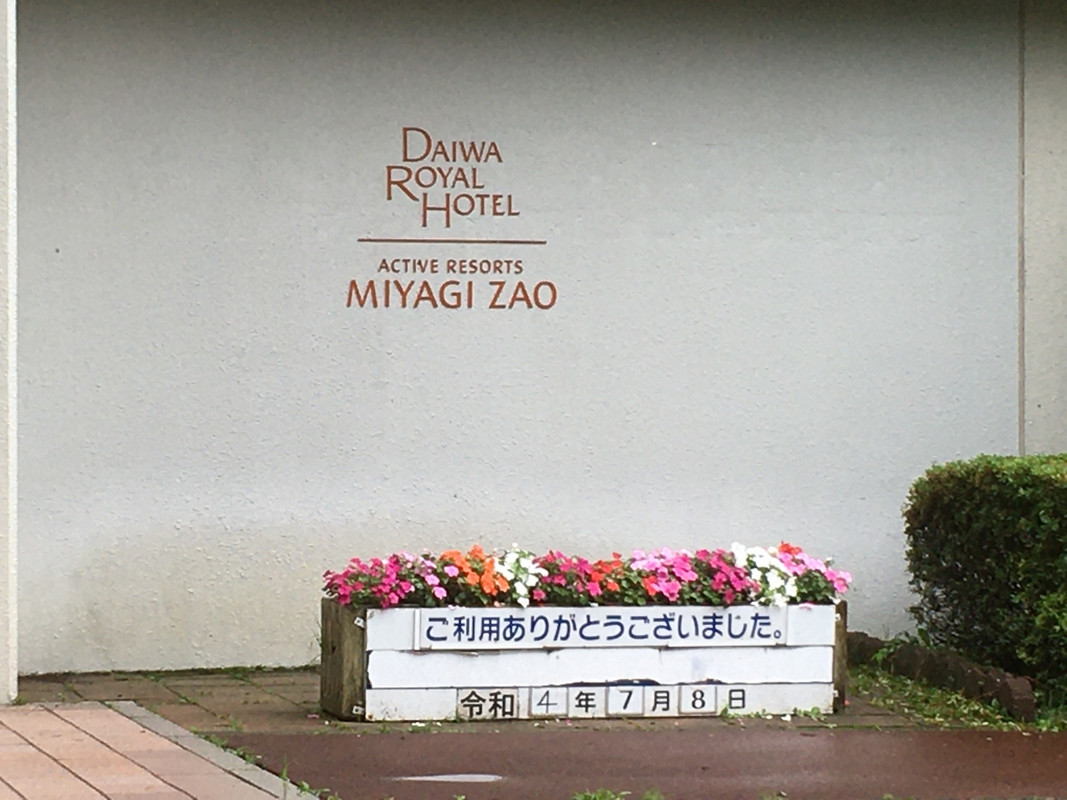 DAIWA
ROYAL
HOTEL
ACTIVE RESORTS
MIYAGI ZAO
ご利用ありがとうございました。
令和 4 年 7 月 8 日